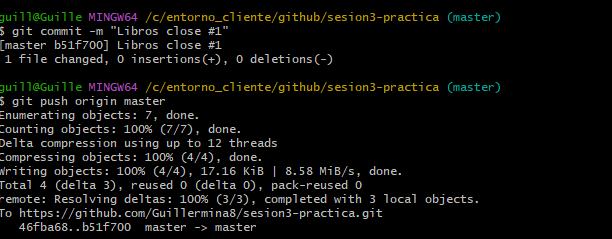 guill@Guille MINGW64 /c/entorno_cliente/github/sesion3-practica (master)
$ git commit -m "Libros close #1"
[master b51f700] Libros close #1
 1 file changed, 0 insertions(+), 0 deletions(-)
guill@Guille MINGW64 /c/entorno_cliente/github/sesion3-practica (master)
$ git push origin master
Enumerating objects: 7, done.
Counting objects: 100% (7/7), done.
Delta compression using up to 12 threads
Compressing objects: 100% (4/4), done.
Writing objects: 100% (4/4), 17.16 KiB | 8.58 MiB/s, done.
Total 4 (delta 3), reused 0 (delta 0), pack-reused 0
remote: Resolving deltas: 100% (3/3), completed with 3 local objects.
To https://github.com/Guillermina8/sesion3-practica.git
   46fba68..b51f700  master -> master